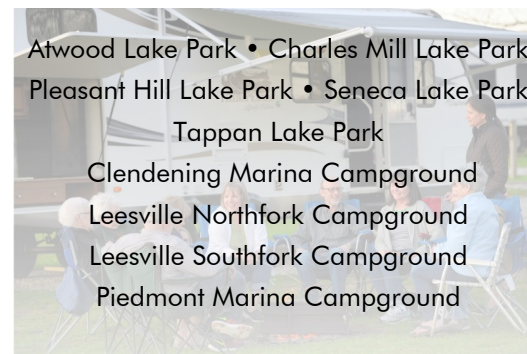 Atwood Lake Park • Charles Mill Lake Park
Pleasant Hill Lake Park • Seneca Lake Park
Tappan Lake Park
Clendening Marina Campground
Leesville Northfork Campground
Leesville Southfork Campground
Piedmont Marina Campground